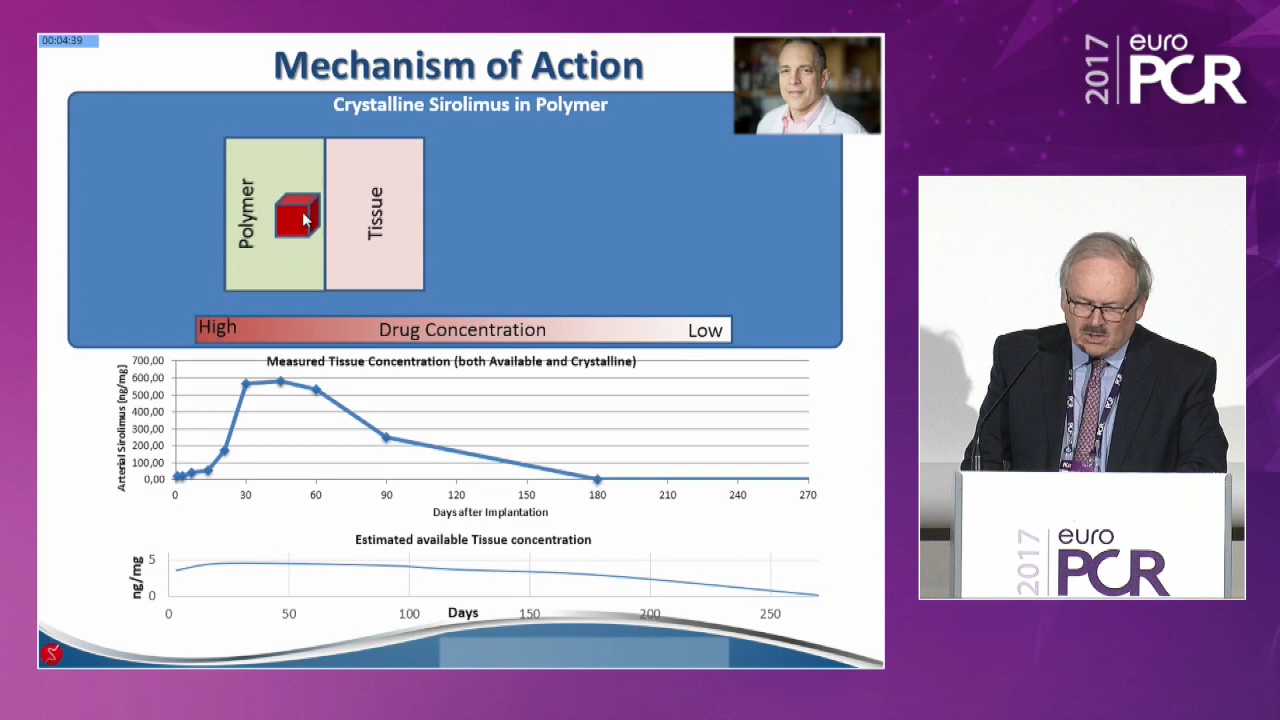 00:04:39
Mechanism of Action
Crystalline Sirolimus in Polymer
Polymer
Tissue
High
Drug Concentration
Low
Measured Tissue Concentration (both Available and Crystalline)
Arterial Sirolimus (ng/mg)
700,00
600,00
500,00
400,00
300,00
200,00
100,00
0,00
0 30 60 90 120 150 180 210 240 270
Days after Implantation
Estimated available Tissue concentration
ng/mg
5
0
0 50 100 150 200 250
Days
2017
euro
PCR
PCR
PCR
PCR
2017
euro
PCR